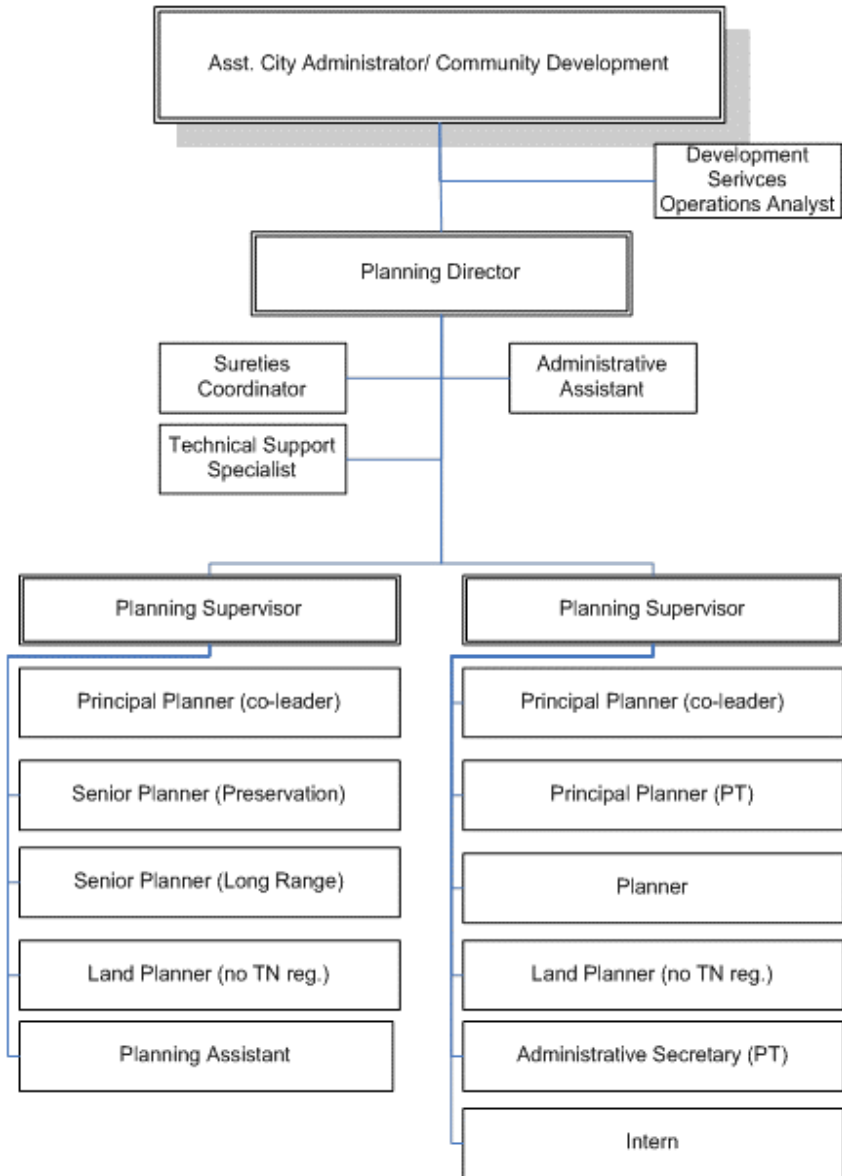 Asst. City Administrator/ Community Development
Development
Serivces
Operations Analyst
Planning Director
Sureties
Coordinator
Administrative
Assistant
Technical Support
Specialist
Planning Supervisor
Principal Planner (co-leader)
Senior Planner (Preservation)
Senior Planner (Long Range)
Land Planner (no TN reg.)
Planning Assistant
Planning Supervisor
Principal Planner (co-leader)
Principal Planner (PT)
Planner
Land Planner (no TN reg.)
Administrative Secretary (PT)
Intern